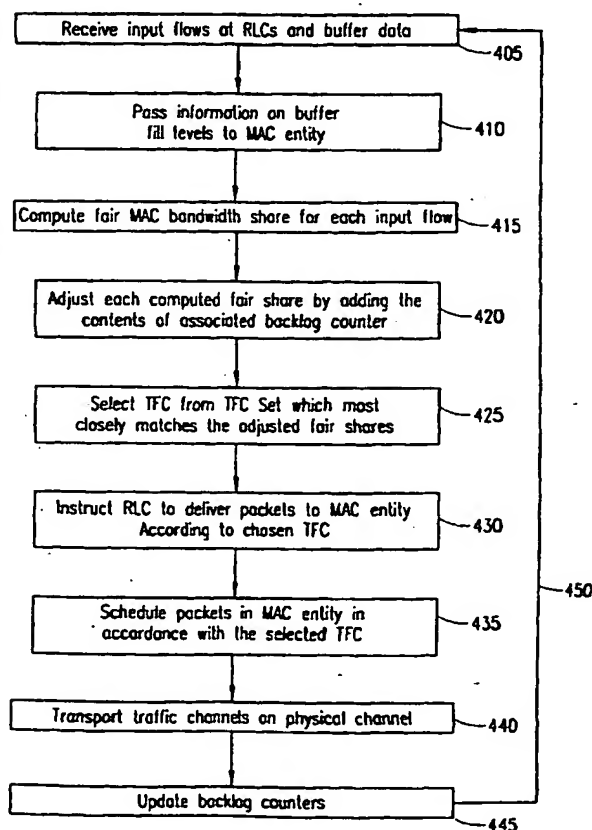 Receive input flows at RLCs and buffer data
405
Pass information on buffer
fill levels to MAC entity
410
Compute fair MAC bandwidth share for each input flow
415
Adjust each computed fair share by adding the
contents of associated backlog counter
420
Select TFC from TFC Set which most
closely matches the adjusted fair shares
425
Instruct RLC to deliver packets to MAC entity
According to chosen TFC
430
450
Schedule packets in MAC entity in
accordance with the selected TFC
435
Transport traffic channels on physical channel
440
Update backlog counters
445